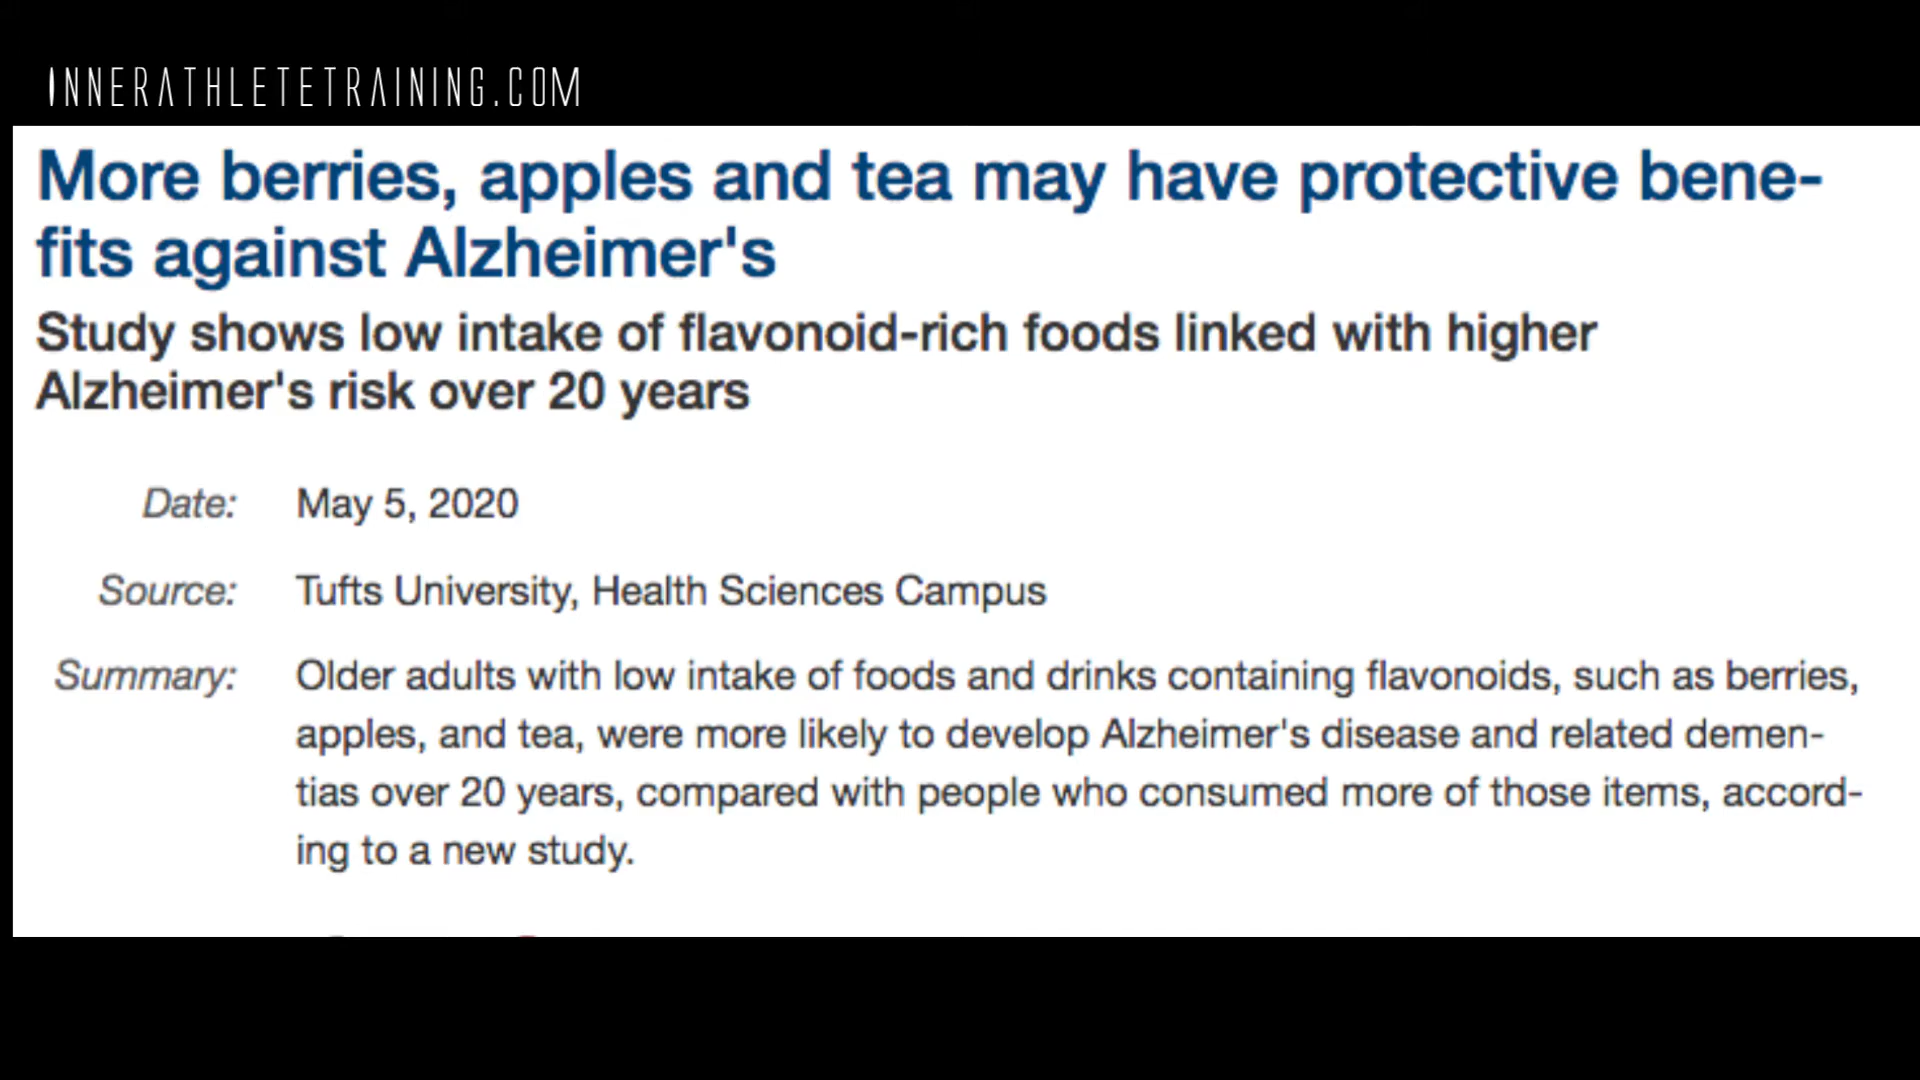 INNERATHLETETRAINING.COM
More berries, apples and tea may have protective bene-
fits against Alzheimer's
Study shows low intake of flavonoid-rich foods linked with higher
Alzheimer's risk over 20 years
Date: May 5, 2020
Source: Tufts University, Health Sciences Campus
Summary: Older adults with low intake of foods and drinks containing flavonoids, such as berries,
apples, and tea, were more likely to develop Alzheimer's disease and related demen-
tias over 20 years, compared with people who consumed more of those items, accord-
ing to a new study.